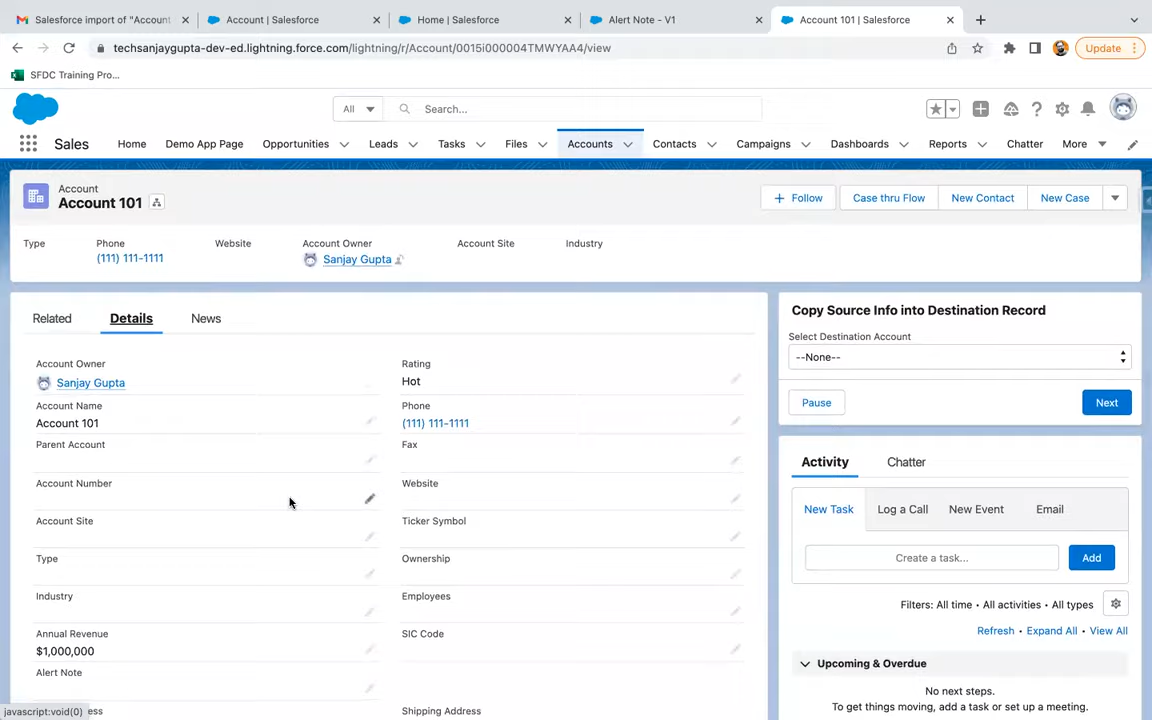 Salesforce import of "Account
Account | Salesforce
Home | Salesforce
Alert Note - V1
Account 101 | Salesforce
techsanjaygupta-dev-ed.lightning.force.com/lightning/r/Account/0015i000004TMWYAA4/view
Update
SFDC Training Pro...
All
Search...
Sales
Home
Demo App Page
Opportunities
Leads
Tasks
Files
Accounts
Contacts
Campaigns
Dashboards
Reports
Chatter
More
Account
Account 101
Follow
Case thru Flow
New Contact
New Case
Type
Phone
(111) 111-1111
Website
Account Owner
Sanjay Gupta
Account Site
Industry
Related
Details
News
Account Owner
Sanjay Gupta
Rating
Hot
Account Name
Account 101
Phone
(111) 111-1111
Parent Account
Fax
Account Number
Website
Account Site
Ticker Symbol
Type
Ownership
Industry
Employees
Annual Revenue
$1,000,000
SIC Code
Alert Note
javascript:void(0)
ess
Shipping Address
Copy Source Info into Destination Record
Select Destination Account
--None--
Pause
Next
Activity
Chatter
New Task
Log a Call
New Event
Email
Create a task...
Add
Filters: All time • All activities • All types
Refresh • Expand All • View All
Upcoming & Overdue
No next steps.
To get things moving, add a task or set up a meeting.